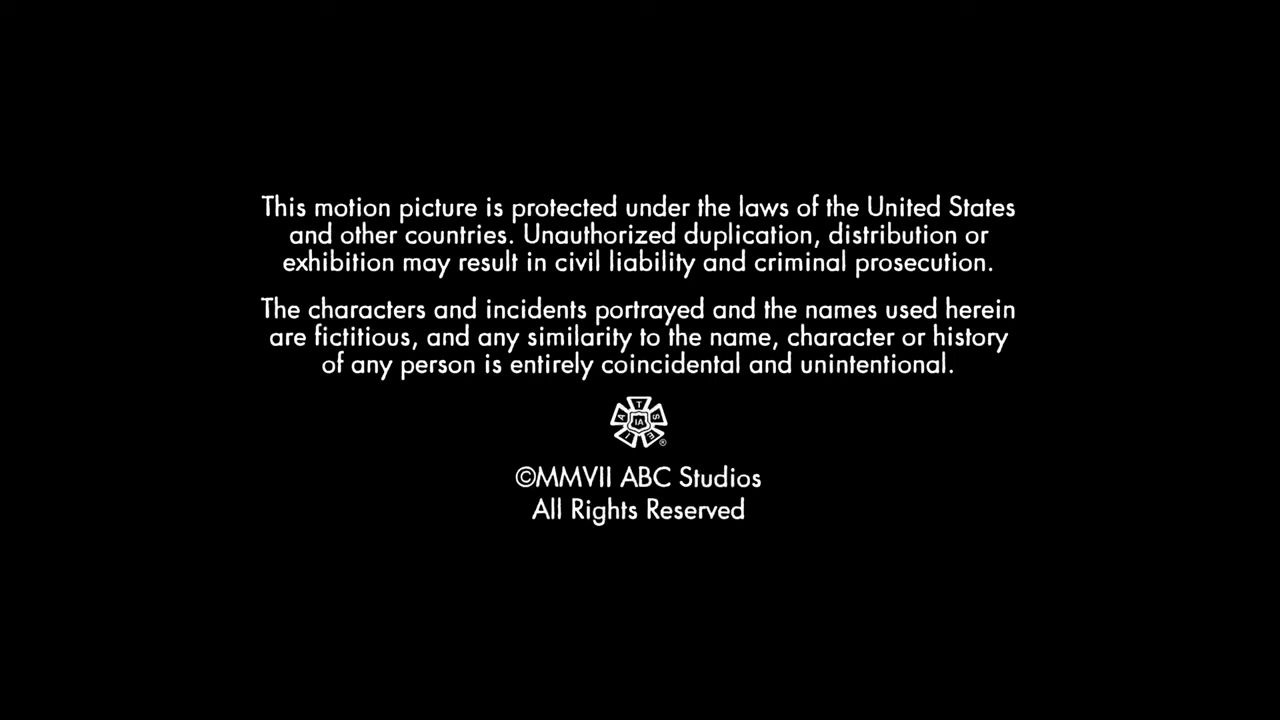 This motion picture is protected under the laws of the United States
and other countries. Unauthorized duplication, distribution or
exhibition may result in civil liability and criminal prosecution.
The characters and incidents portrayed and the names used herein
are fictitious, and any similarity to the name, character or history
of any person is entirely coincidental and unintentional.
I A T S E
IA ®
©MMVII ABC Studios
All Rights Reserved